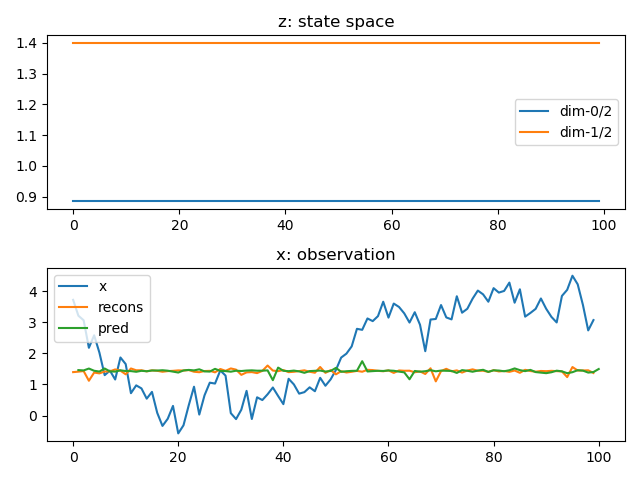 z: state space
1.4
1.3
1.2
1.1
1.0
0.9
dim-0/2
dim-1/2
0 20 40 60 80 100
x: observation
4
3
2
1
0
x
recons
pred
0 20 40 60 80 100